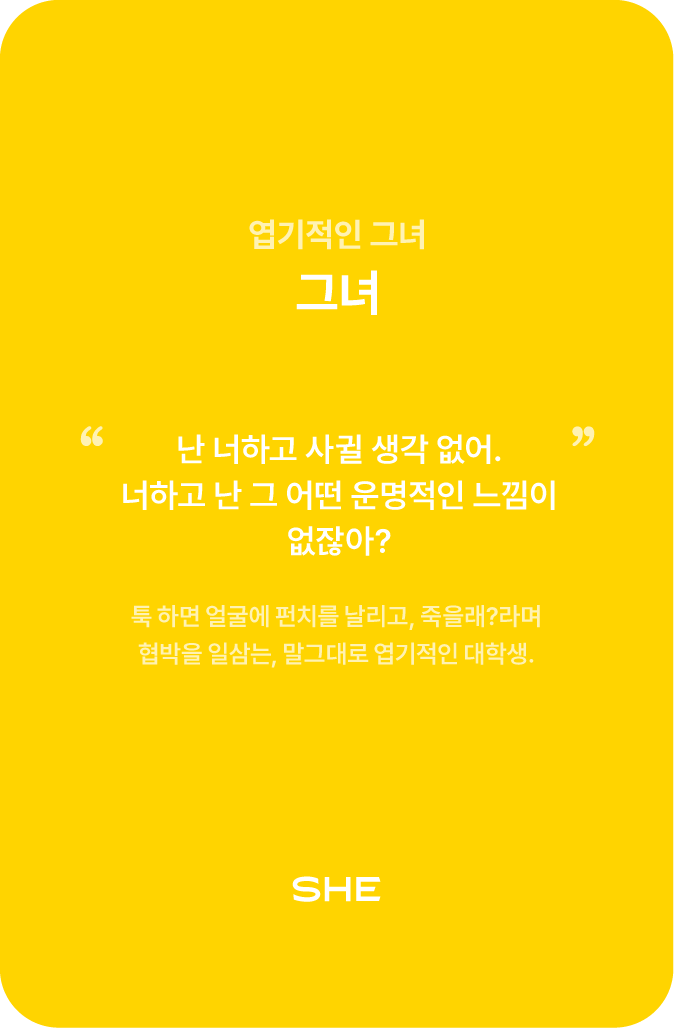 엽기적인 그녀
그녀
“ 난 너하고 사귈 생각 없어. ”
너하고 난 그 어떤 운명적인 느낌이
없잖아?
툭 하면 얼굴에 펀치를 날리고, 죽을래?라며
협박을 일삼는, 말그대로 엽기적인 대학생.
SHE